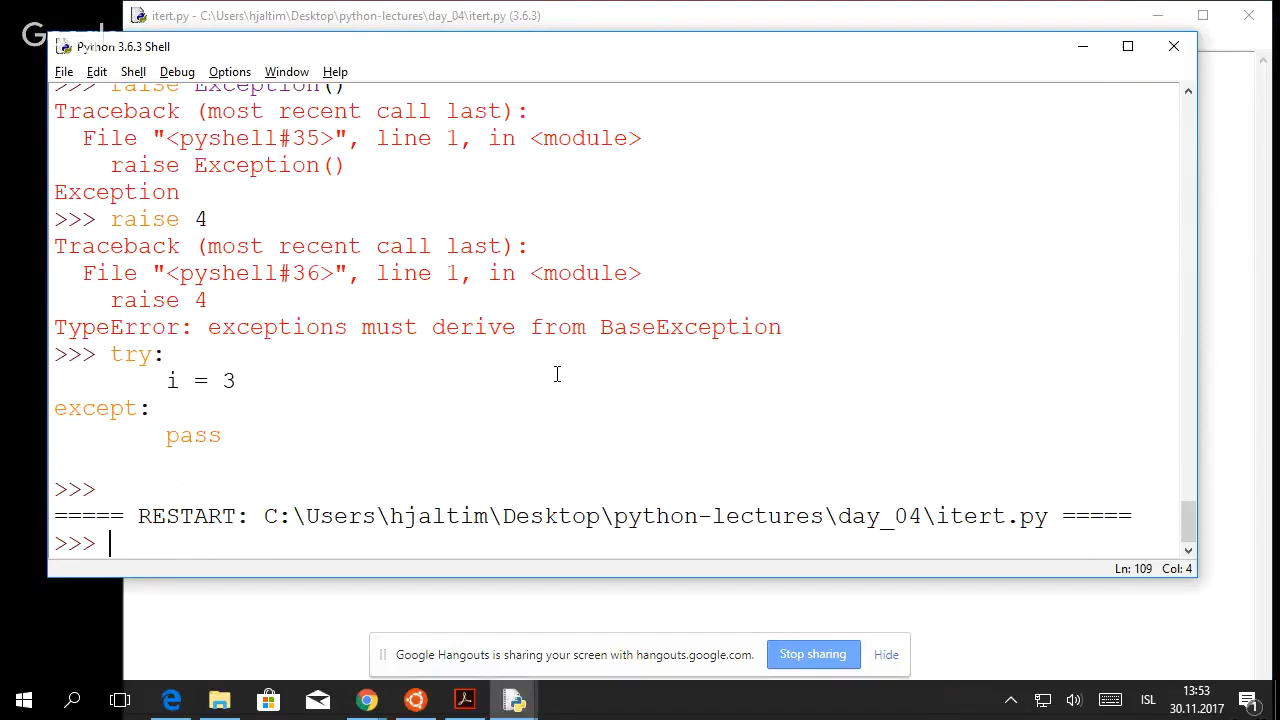 itert.py - C:\Users\hjaltim\Desktop\python-lectures\day_04\itert.py (3.6.3)
Google
Python 3.6.3 Shell
File Edit Shell Debug Options Window Help
>>> raise Exception()
Traceback (most recent call last):
  File "<pyshell#35>", line 1, in <module>
    raise Exception()
Exception
>>> raise 4
Traceback (most recent call last):
  File "<pyshell#36>", line 1, in <module>
    raise 4
TypeError: exceptions must derive from BaseException
>>> try:
        i = 3
except:
        pass
>>>
===== RESTART: C:\Users\hjaltim\Desktop\python-lectures\day_04\itert.py =====
>>>
Ln: 109 Col: 4
Google Hangouts is sharing your screen with hangouts.google.com. Stop sharing Hide
ISL
13:53
30.11.2017
1